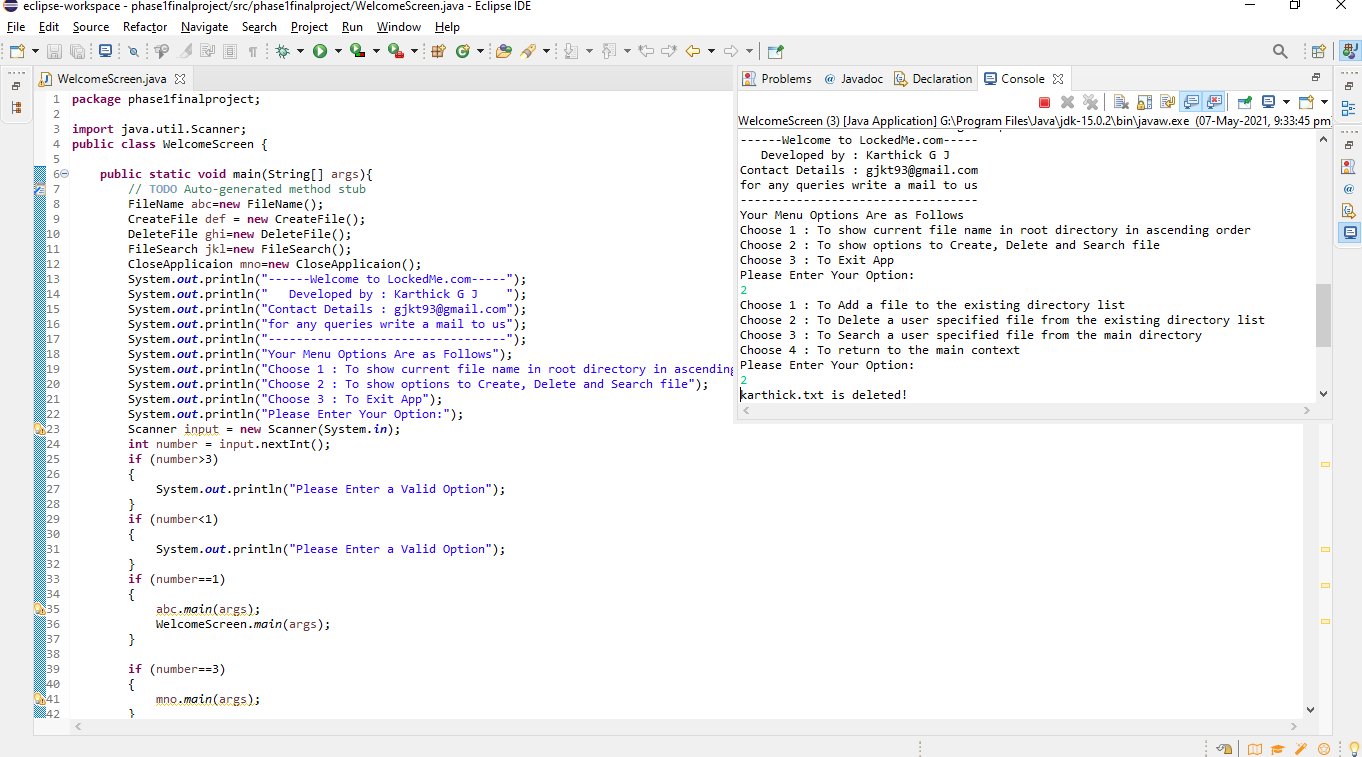 eclipse-workspace - phase1finalproject/src/phase1finalproject/WelcomeScreen.java - Eclipse IDE
File Edit Source Refactor Navigate Search Project Run Window Help
WelcomeScreen.java
1 package phase1finalproject;
2
3 import java.util.Scanner;
4 public class WelcomeScreen {
5
6 public static void main(String[] args){
7 // TODO Auto-generated method stub
8 FileName abc=new FileName();
9 CreateFile def = new CreateFile();
10 DeleteFile ghi=new DeleteFile();
11 FileSearch jkl=new FileSearch();
12 CloseApplicaion mno=new CloseApplicaion();
13 System.out.println("------Welcome to LockedMe.com-----");
14 System.out.println("   Developed by : Karthick G J    ");
15 System.out.println("Contact Details : gjkt93@gmail.com");
16 System.out.println("for any queries write a mail to us");
17 System.out.println("----------------------------------");
18 System.out.println("Your Menu Options Are as Follows");
19 System.out.println("Choose 1 : To show current file name in root directory in ascending
20 System.out.println("Choose 2 : To show options to Create, Delete and Search file");
21 System.out.println("Choose 3 : To Exit App");
22 System.out.println("Please Enter Your Option:");
23 Scanner input = new Scanner(System.in);
24 int number = input.nextInt();
25 if (number>3)
26 {
27 System.out.println("Please Enter a Valid Option");
28 }
29 if (number<1)
30 {
31 System.out.println("Please Enter a Valid Option");
32 }
33 if (number==1)
34 {
35 abc.main(args);
36 WelcomeScreen.main(args);
37 }
38
39 if (number==3)
40 {
41 mno.main(args);
42 }
Problems @ Javadoc Declaration Console
WelcomeScreen (3) [Java Application] G:\Program Files\Java\jdk-15.0.2\bin\javaw.exe (07-May-2021, 9:33:45 pm
------Welcome to LockedMe.com-----
Developed by : Karthick G J
Contact Details : gjkt93@gmail.com
for any queries write a mail to us
----------------------------------
Your Menu Options Are as Follows
Choose 1 : To show current file name in root directory in ascending order
Choose 2 : To show options to Create, Delete and Search file
Choose 3 : To Exit App
Please Enter Your Option:
2
Choose 1 : To Add a file to the existing directory list
Choose 2 : To Delete a user specified file from the existing directory list
Choose 3 : To Search a user specified file from the main directory
Choose 4 : To return to the main context
Please Enter Your Option:
2
karthick.txt is deleted!